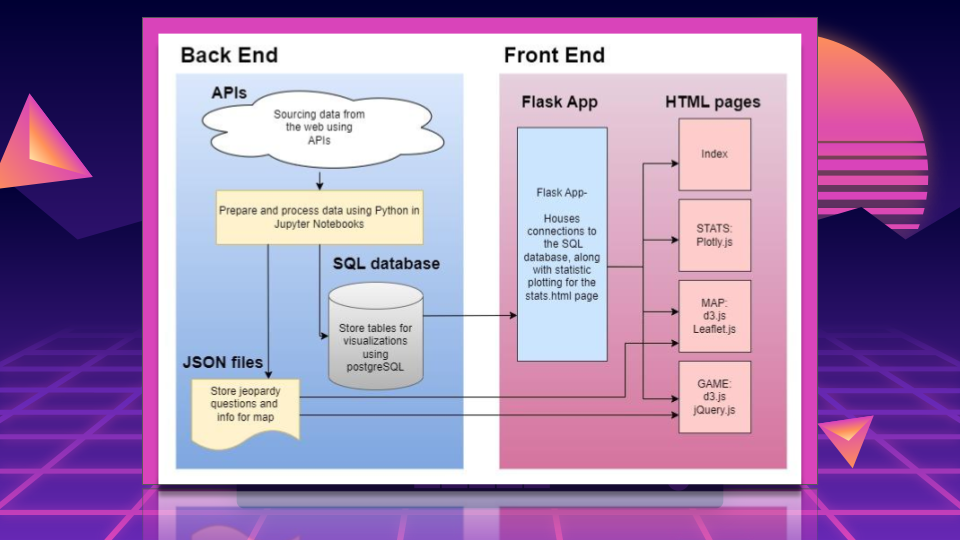 Back End
APIs
Sourcing data from
the web using
APIs
Prepare and process data using Python in
Jupyter Notebooks
SQL database
Store tables for
visualizations
using
postgreSQL
JSON files
Store jeopardy
questions and
info for map
Front End
Flask App
Flask App-
Houses
connections to
the SQL
database, along
with statistic
plotting for the
stats.html page
HTML pages
Index
STATS:
Plotly.js
MAP:
d3.js
Leaflet.js
GAME:
d3.js
jQuery.js